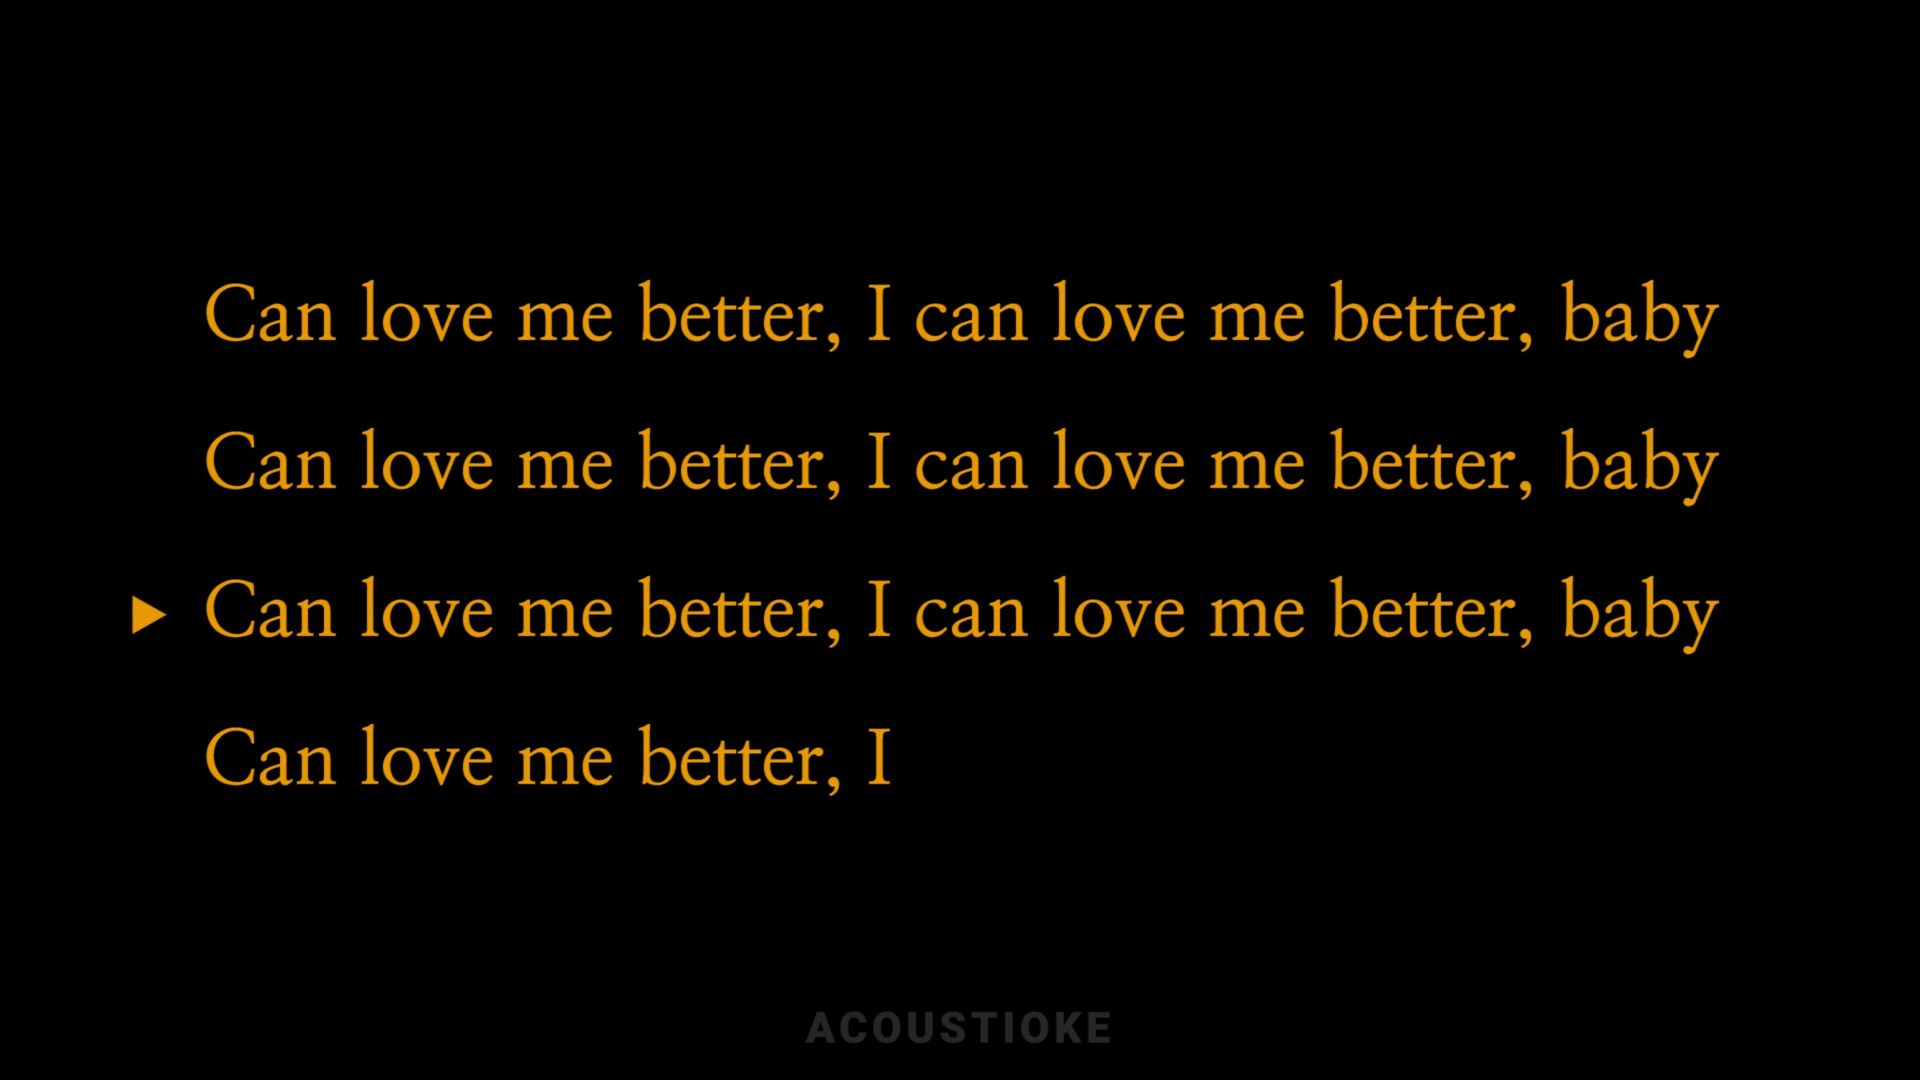 Can love me better, I can love me better, baby
Can love me better, I can love me better, baby
▶ Can love me better, I can love me better, baby
Can love me better, I
ACOUSTIOKE